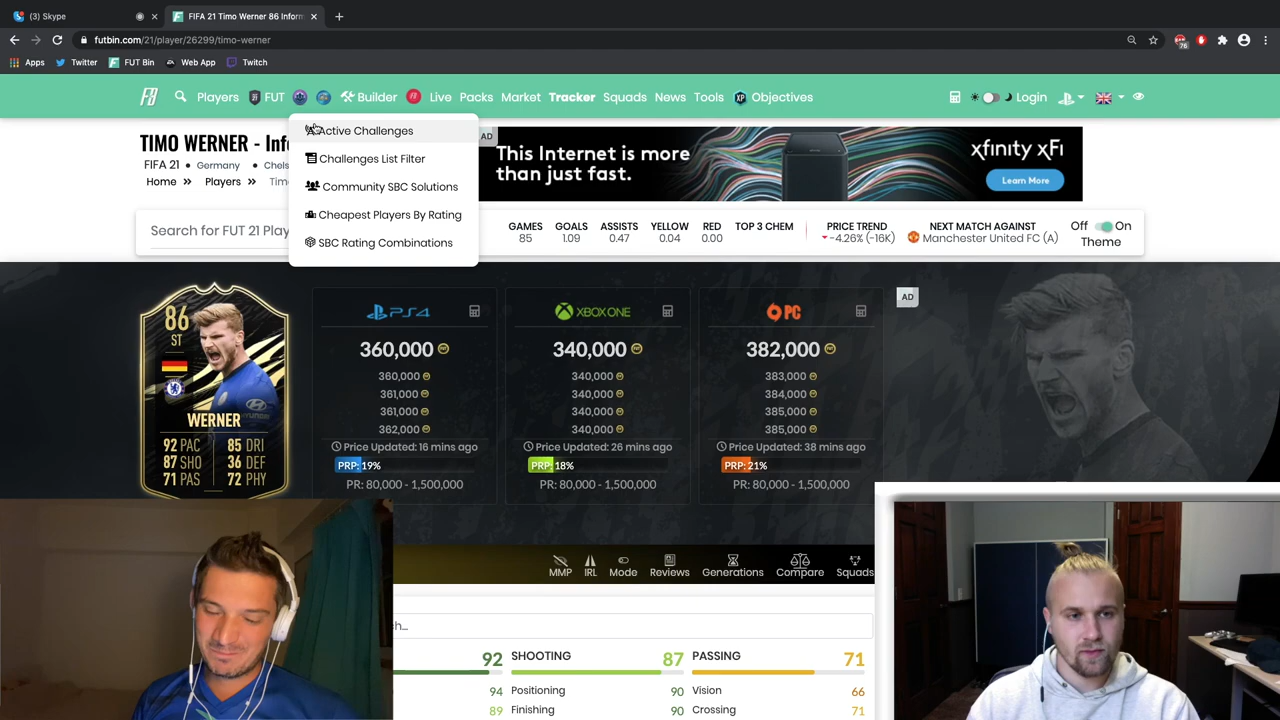 (3) Skype
FIFA 21 Timo Werner 86 Inform
futbin.com/21/player/26299/timo-werner
76
Apps Twitter FUT Bin Web App Twitch
Players FUT Builder Live Packs Market Tracker Squads News Tools XP Objectives Login
Active Challenges
Challenges List Filter
Community SBC Solutions
Cheapest Players By Rating
SBC Rating Combinations
TIMO WERNER - Inf
FIFA 21 • Germany • Chels
Home » Players » Tim
AD
This Internet is more
than just fast.
xfinity xFi
Learn More
Search for FUT 21 Play
GAMES GOALS ASSISTS YELLOW RED TOP 3 CHEM PRICE TREND NEXT MATCH AGAINST Off On
85 1.09 0.47 0.04 0.00 -4.26% (-16K) Manchester United FC (A) Theme
AD
86
ST
WERNER
92 PAC 85 DRI
87 SHO 36 DEF
71 PAS 72 PHY
PS4
360,000
360,000
361,000
361,000
362,000
Price Updated: 16 mins ago
PRP: 19%
PR: 80,000 - 1,500,000
XBOX ONE
340,000
340,000
340,000
340,000
340,000
Price Updated: 26 mins ago
PRP: 18%
PR: 80,000 - 1,500,000
PC
382,000
383,000
384,000
385,000
385,000
Price Updated: 38 mins ago
PRP: 21%
PR: 80,000 - 1,500,000
MMP IRL Mode Reviews Generations Compare Squads
ch...
92 SHOOTING 87 PASSING 71
94 Positioning 90 Vision 66
89 Finishing 90 Crossing 71
HYUNDAI